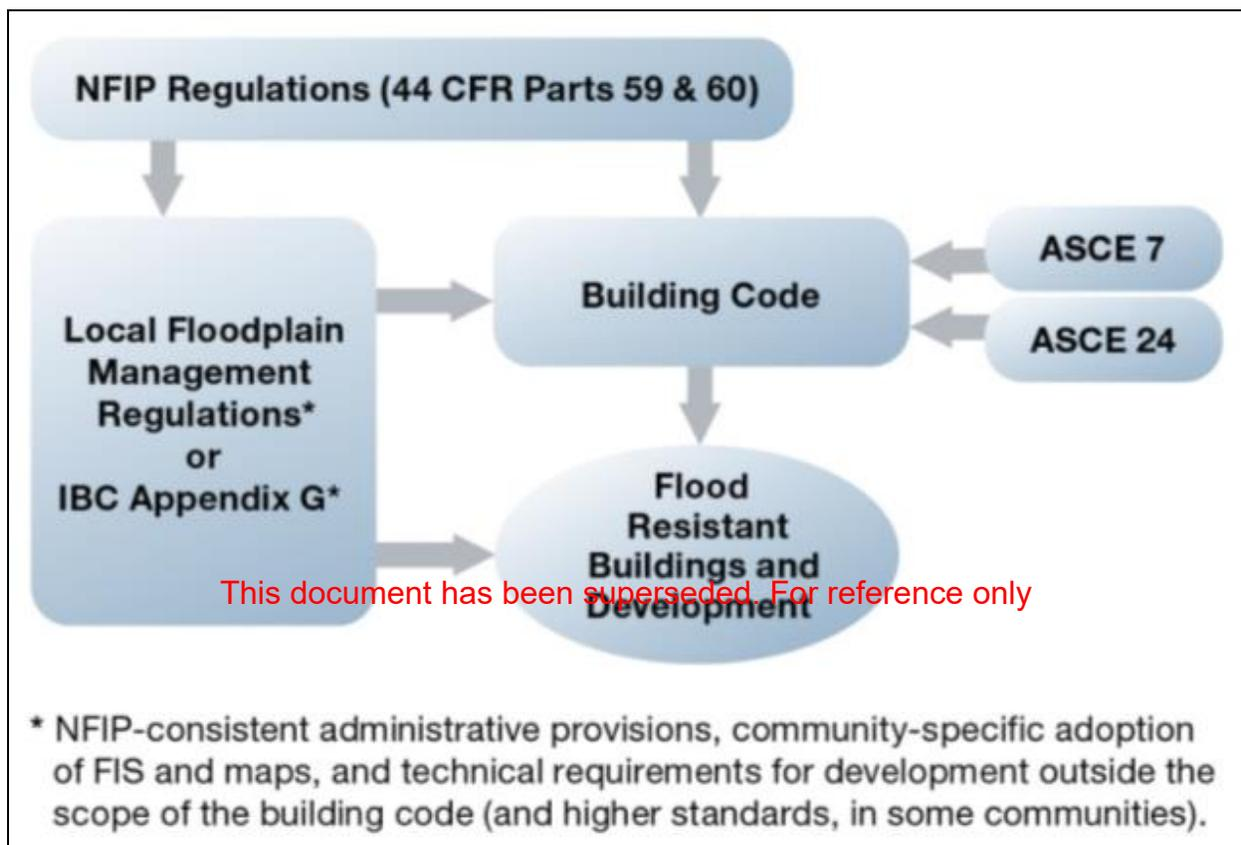 NFIP Regulations (44 CFR Parts 59 & 60)
Local Floodplain
Management
Regulations*
or
IBC Appendix G*
Building Code
ASCE 7
ASCE 24
Flood
Resistant
Buildings and
Development
This document has been superseded. For reference only
* NFIP-consistent administrative provisions, community-specific adoption
of FIS and maps, and technical requirements for development outside the
scope of the building code (and higher standards, in some communities).